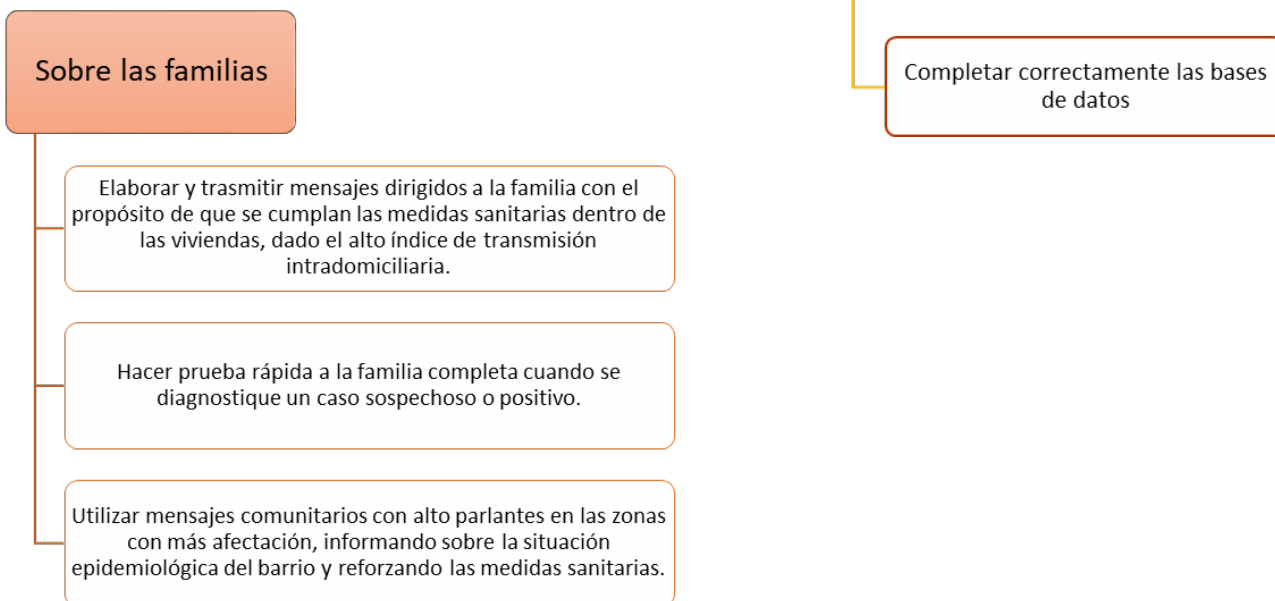 Sobre las familias
Elaborar y trasmitir mensajes dirigidos a la familia con el
propósito de que se cumplan las medidas sanitarias dentro de
las viviendas, dado el alto índice de transmisión
intradomiciliaria.
Hacer prueba rápida a la familia completa cuando se
diagnostique un caso sospechoso o positivo.
Utilizar mensajes comunitarios con alto parlantes en las zonas
con más afectación, informando sobre la situación
epidemiológica del barrio y reforzando las medidas sanitarias.
Completar correctamente las bases
de datos